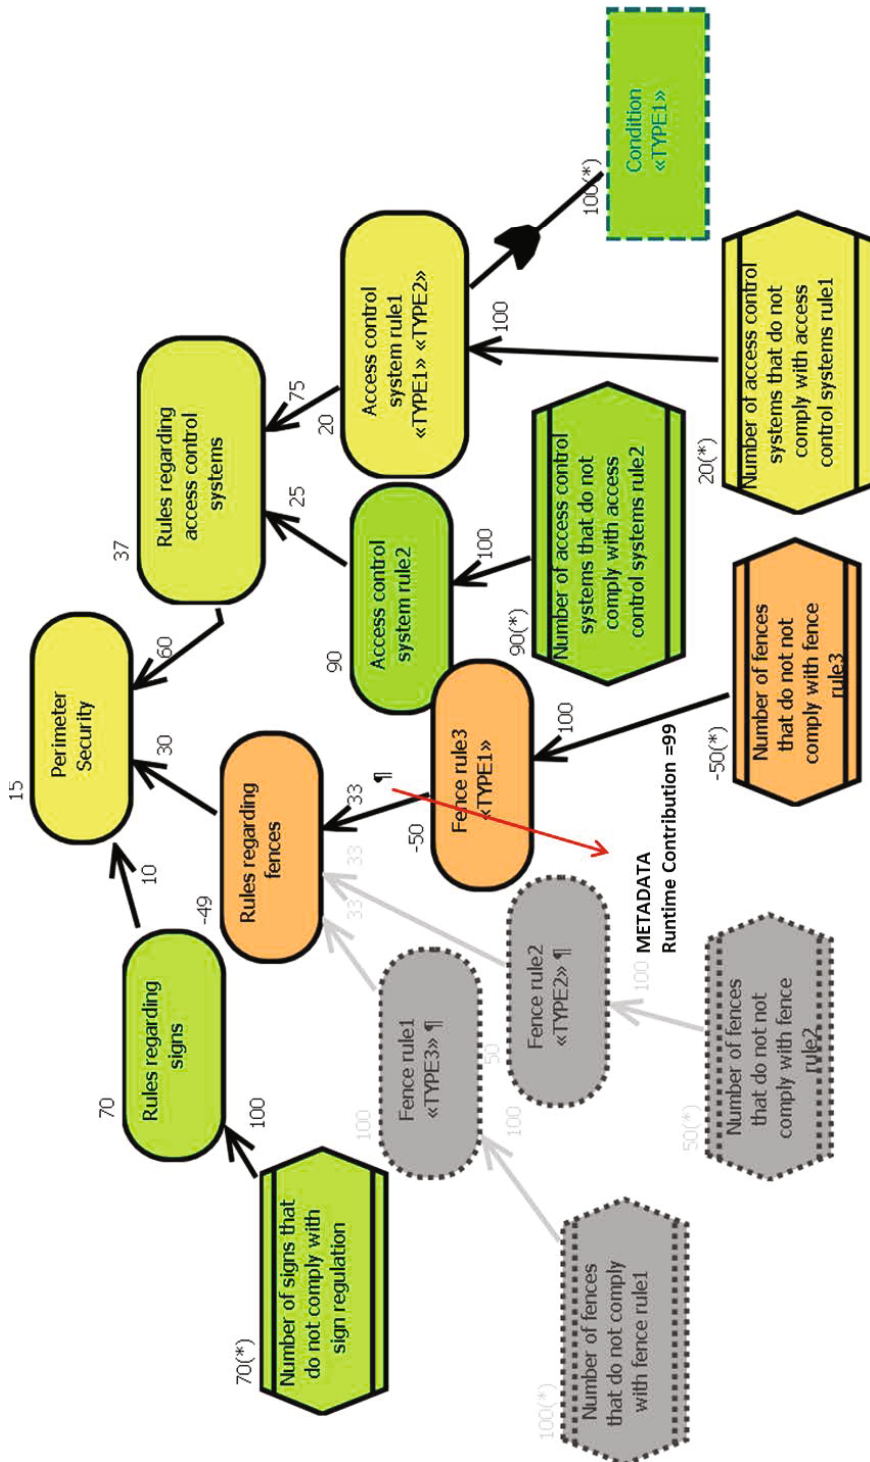 15
Perimeter
Security
10
30
60
70
Rules regarding
signs
-49
Rules regarding
fences
37
Rules regarding
access control
systems
100
33
33
33 ¶
25
75
70(*)
Number of signs that
do not comply with
sign regulation
100
Fence rule1
«TYPE3» ¶
50
Fence rule2
«TYPE2» ¶
-50
Fence rule3
«TYPE1»
90
Access control
system rule2
20
Access control
system rule1
«TYPE1» «TYPE2»
100
100
100
100
100
100(*)
METADATA
Runtime Contribution =99
100(*)
Number of fences
that do not comply
with fence rule1
50(*)
Number of fences
that do not not
comply with fence
rule2
-50(*)
Number of fences
that do not not
comply with fence
rule3
90(*)
Number of access control
systems that do not
comply with access
control systems rule2
20(*)
Number of access control
systems that do not
comply with access
control systems rule1
Condition
«TYPE1»